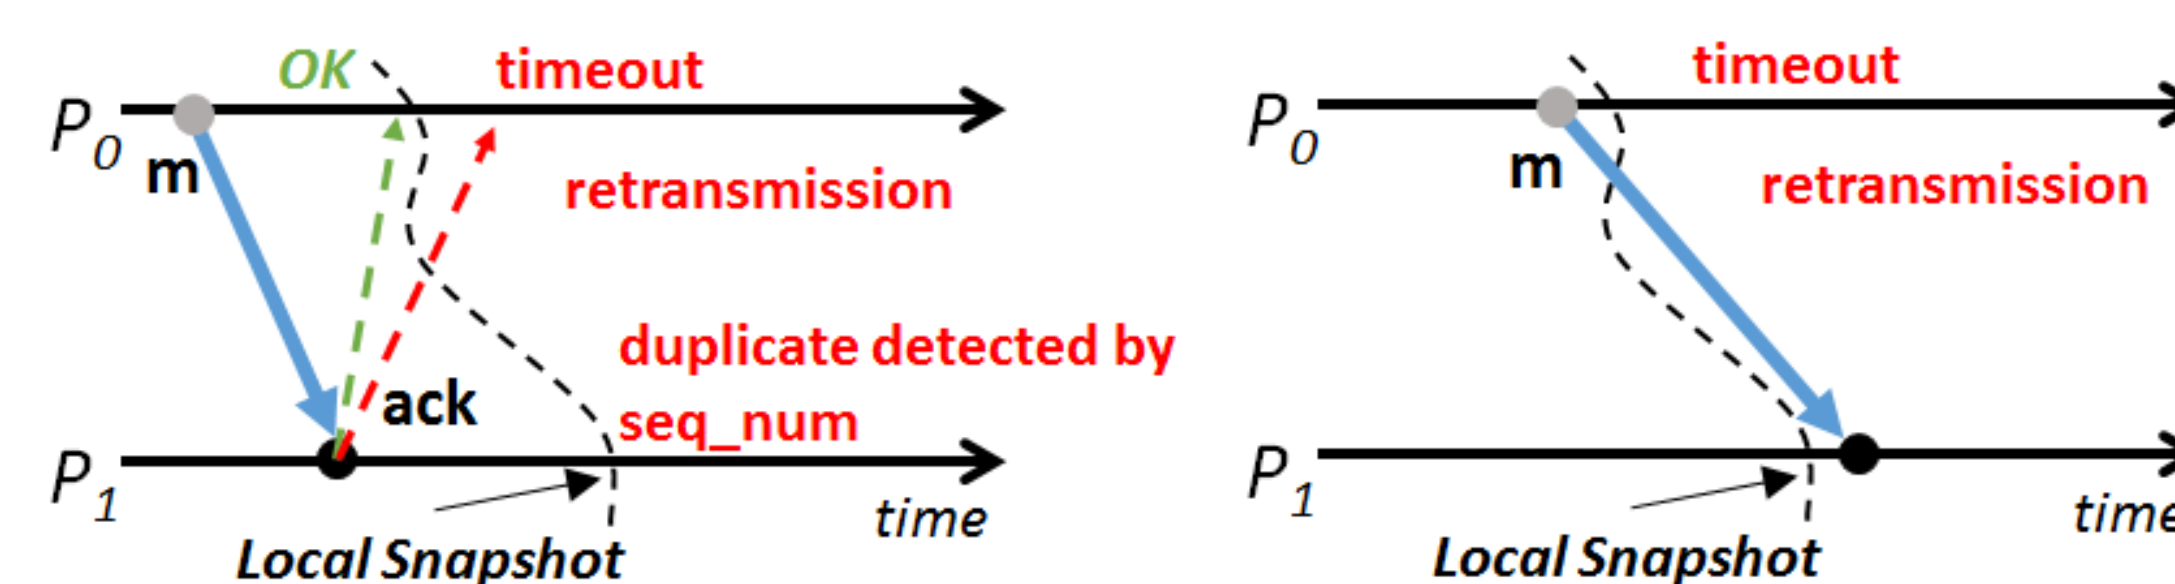 OK timeout
P0
m
retransmission
duplicate detected by
ack
seq_num
P1
time
Local Snapshot
timeout
P0
m
retransmission
P1
time
Local Snapshot